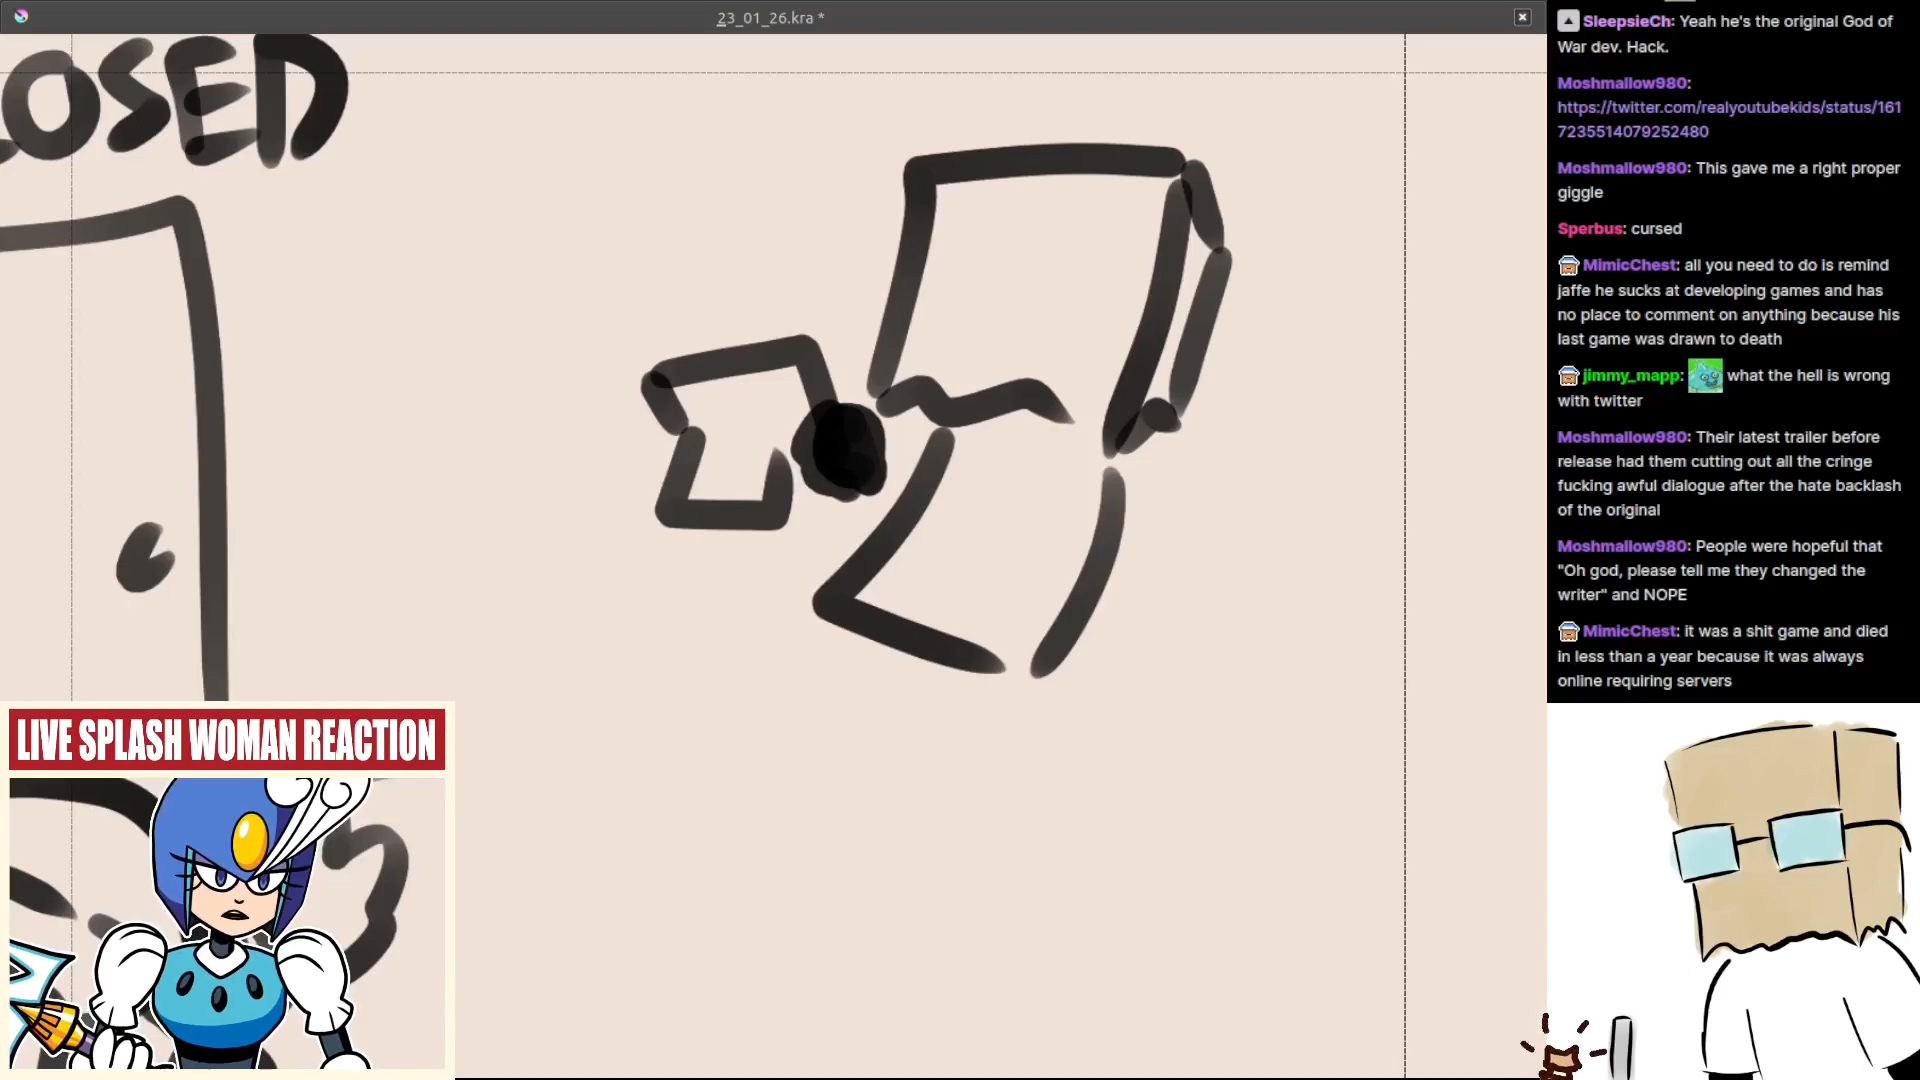 23_01_26.kra *
OSED
SleepsieCh: Yeah he's the original God of
War dev. Hack.
Moshmallow980:
https://twitter.com/realyoutubekids/status/161
7235514079252480
Moshmallow980: This gave me a right proper
giggle
Sperbus: cursed
MimicChest: all you need to do is remind
jaffe he sucks at developing games and has
no place to comment on anything because his
last game was drawn to death
jimmy_mapp: what the hell is wrong
with twitter
Moshmallow980: Their latest trailer before
release had them cutting out all the cringe
fucking awful dialogue after the hate backlash
of the original
Moshmallow980: People were hopeful that
"Oh god, please tell me they changed the
writer" and NOPE
MimicChest: it was a shit game and died
in less than a year because it was always
online requiring servers
LIVE SPLASH WOMAN REACTION